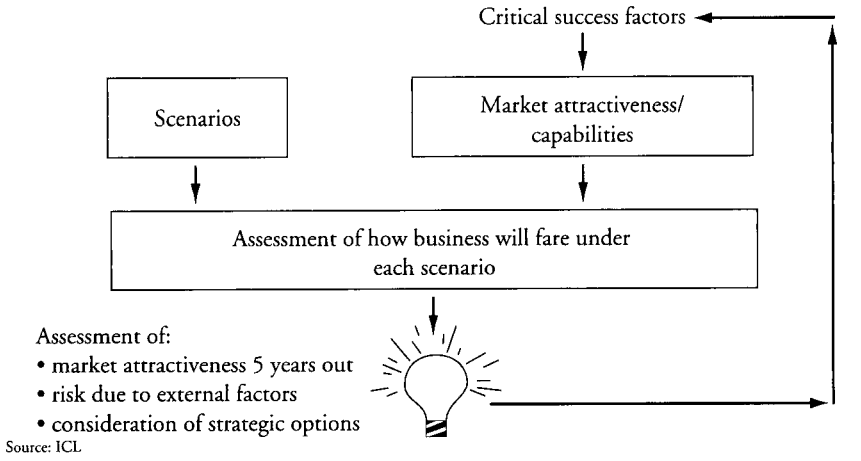 Critical success factors
Scenarios
Market attractiveness/
capabilities
Assessment of how business will fare under
each scenario
Assessment of:
• market attractiveness 5 years out
• risk due to external factors
• consideration of strategic options
Source: ICL